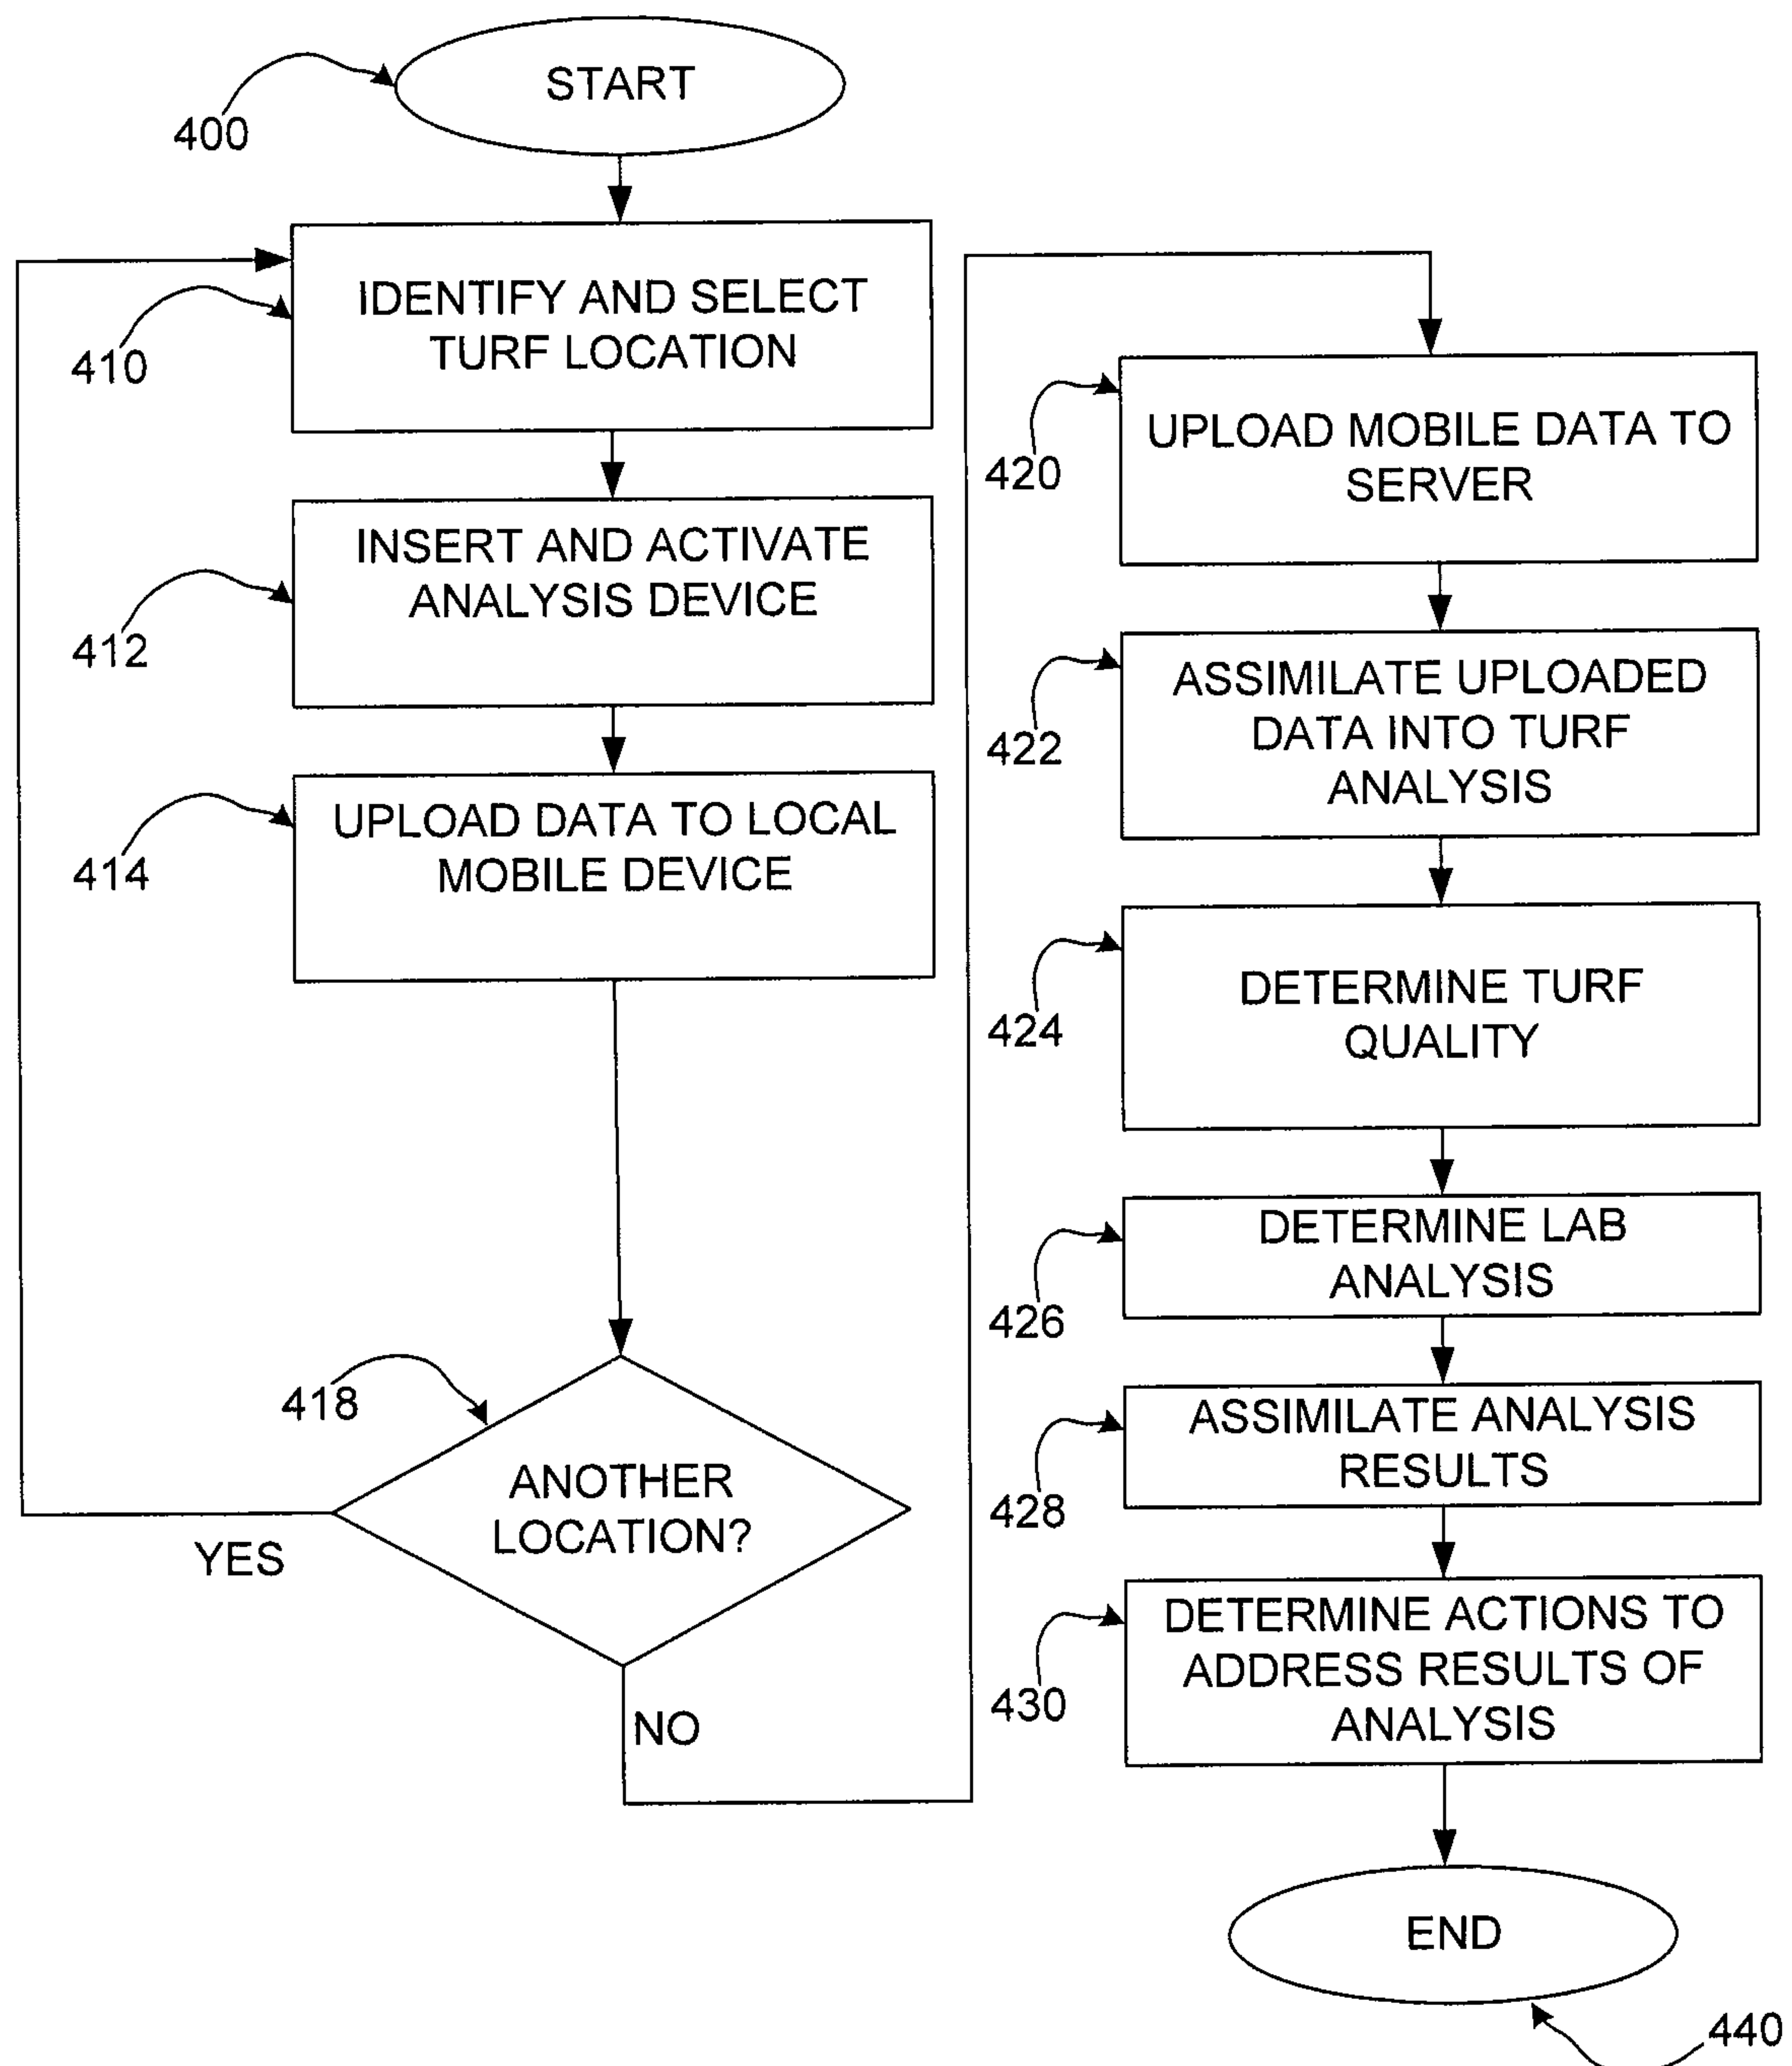 START
400
IDENTIFY AND SELECT
TURF LOCATION
410
INSERT AND ACTIVATE
ANALYSIS DEVICE
412
UPLOAD DATA TO LOCAL
MOBILE DEVICE
414
418
ANOTHER
LOCATION?
YES
NO
UPLOAD MOBILE DATA TO
SERVER
420
ASSIMILATE UPLOADED
DATA INTO TURF
ANALYSIS
422
DETERMINE TURF
QUALITY
424
DETERMINE LAB
ANALYSIS
426
ASSIMILATE ANALYSIS
RESULTS
428
DETERMINE ACTIONS TO
ADDRESS RESULTS OF
ANALYSIS
430
END
440